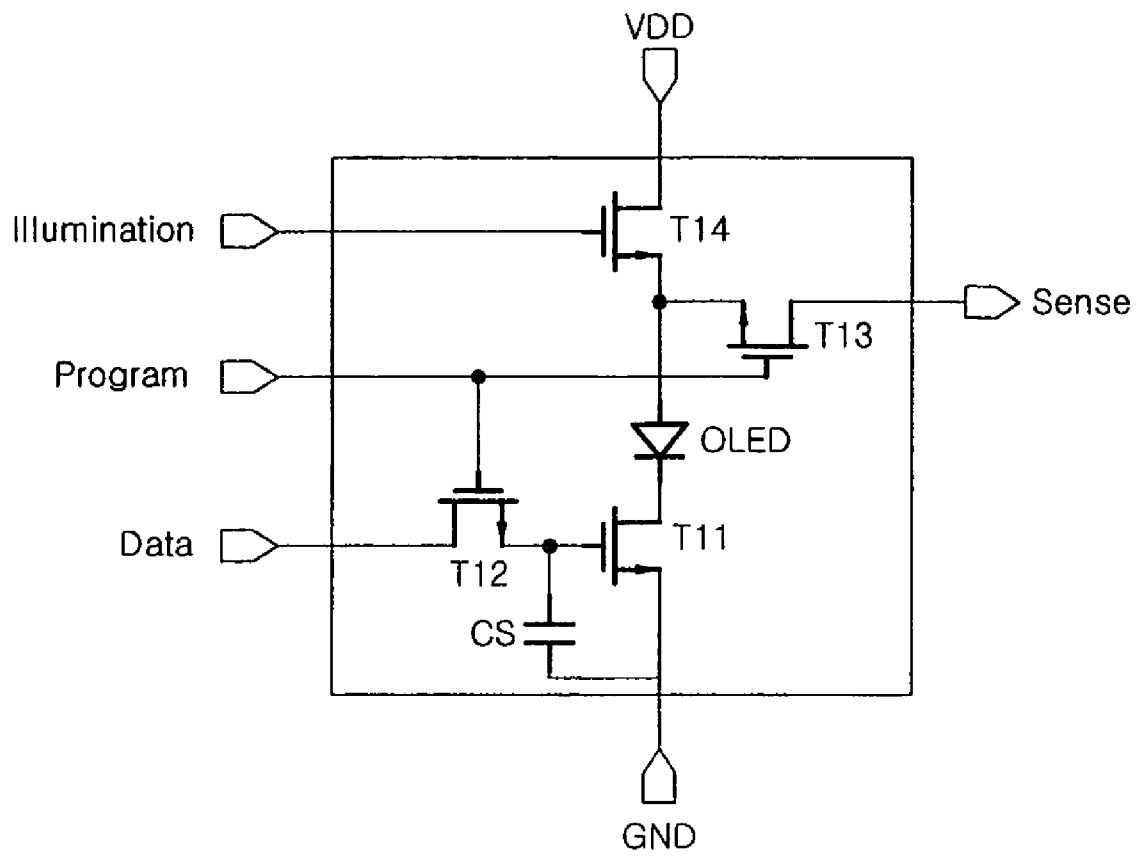 VDD
Illumination
T14
Sense
T13
Program
OLED
Data
T11
T12
CS
GND